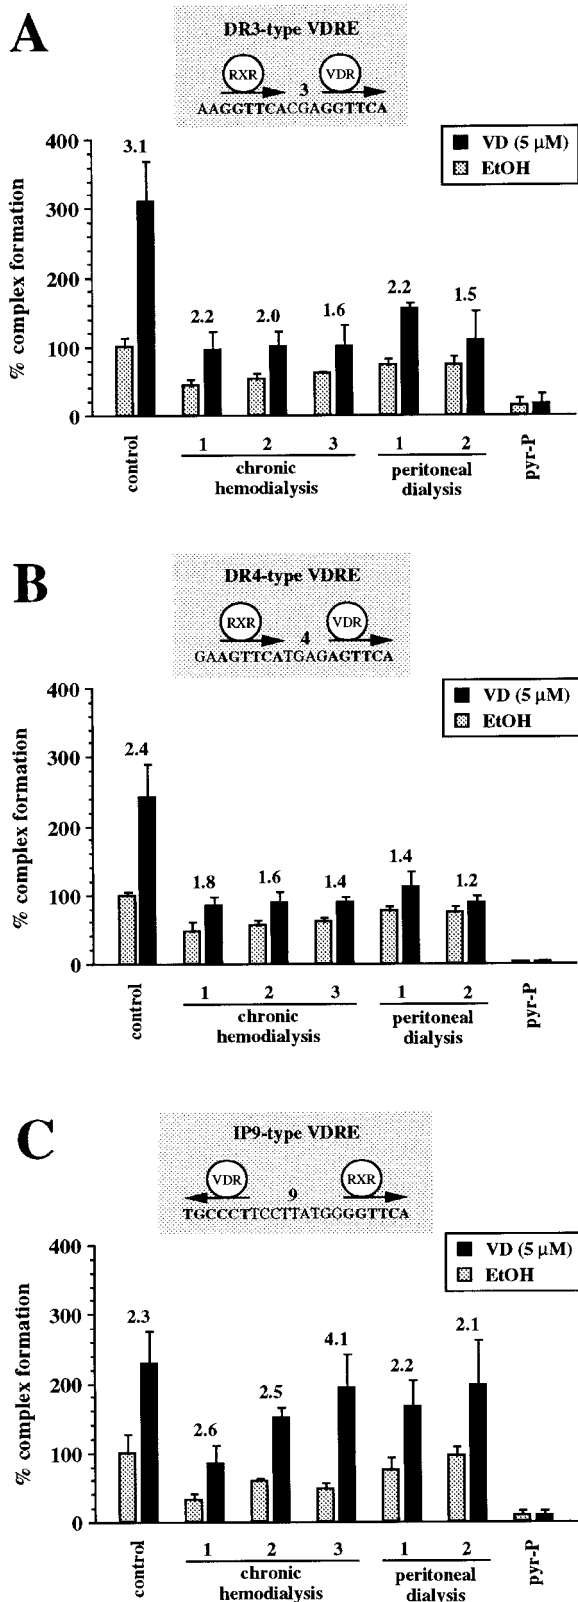 A
DR3-type VDRE
RXR VDR
3
AAGGTTCACGAGGTTCA
VD (5 µM)
EtOH
% complex formation
400
300
200
100
0
3.1
2.2
2.0
1.6
2.2
1.5
control
1 2 3
chronic
hemodialysis
1 2
peritoneal
dialysis
pyr-P
B
DR4-type VDRE
RXR VDR
4
GAAGTTCATGAGAGTTCA
VD (5 µM)
EtOH
% complex formation
400
300
200
100
0
2.4
1.8
1.6
1.4
1.4
1.2
control
1 2 3
chronic
hemodialysis
1 2
peritoneal
dialysis
pyr-P
C
IP9-type VDRE
VDR RXR
9
TGCCCTTCCTTATGGGGTTCA
VD (5 µM)
EtOH
% complex formation
400
300
200
100
0
2.3
2.6
2.5
4.1
2.2
2.1
control
1 2 3
chronic
hemodialysis
1 2
peritoneal
dialysis
pyr-P